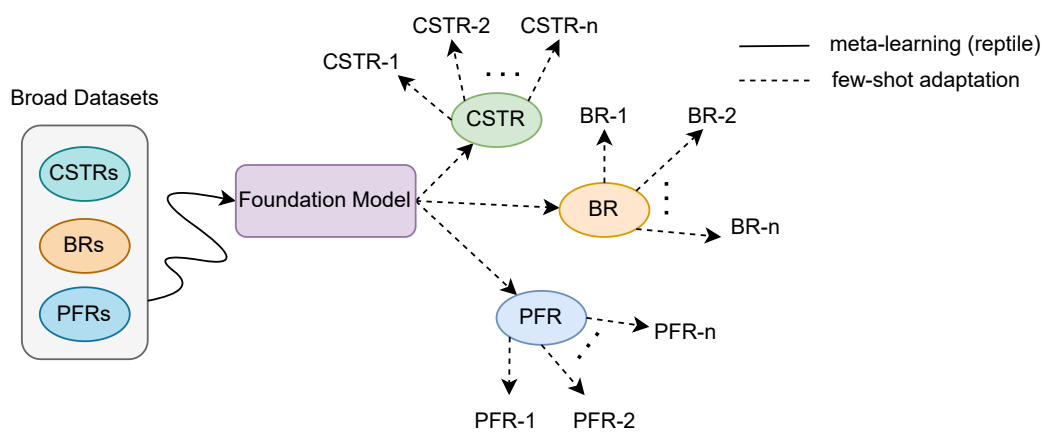 Broad Datasets
CSTRs
BRs
PFRs
Foundation Model
CSTR-1
CSTR-2
CSTR-n
. . .
CSTR
BR-1
BR-2
BR
BR-n
PFR
PFR-n
PFR-1
PFR-2
meta-learning (reptile)
few-shot adaptation